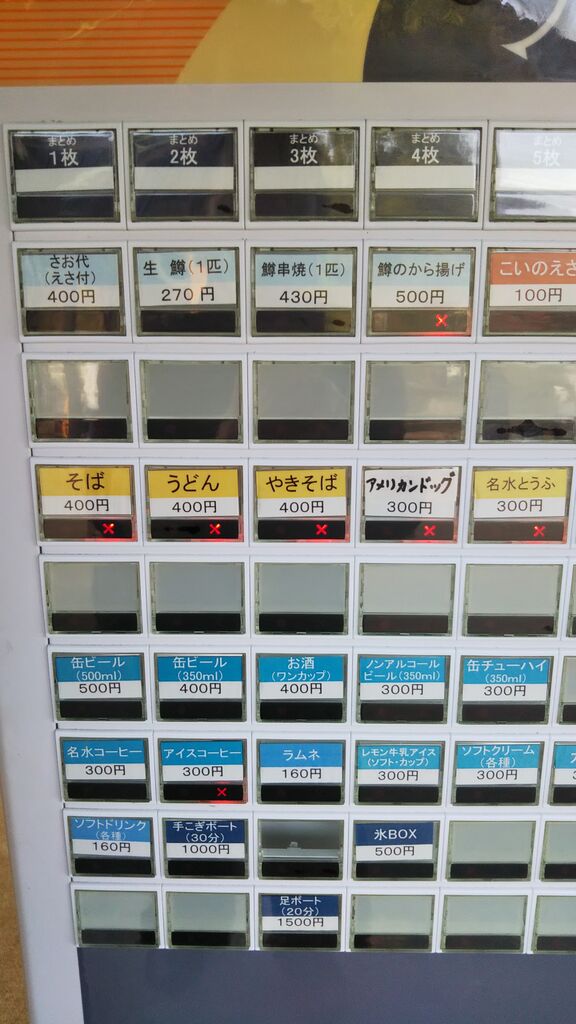 まとめ
1枚
まとめ
2枚
まとめ
3枚
まとめ
4枚
まとめ
5枚
さお代
(えさ付)
400円
生 鱒(1匹)
270円
鱒串焼(1匹)
430円
鱒のから揚げ
500円
×
こいのえさ
100円
そば
400円
×
うどん
400円
×
やきそば
400円
×
アメリカンドッグ
300円
×
名水とうふ
300円
×
缶ビール
(500ml)
500円
缶ビール
(350ml)
400円
お酒
(ワンカップ)
400円
ノンアルコール
ビール(350ml)
300円
缶チューハイ
(350ml)
300円
名水コーヒー
300円
アイスコーヒー
300円
×
ラムネ
160円
レモン牛乳アイス
(ソフト・カップ)
300円
ソフトクリーム
(各種)
300円
ソフトドリンク
(各種)
160円
手こぎボート
(30分)
1000円
氷BOX
500円
足ボート
(20分)
1500円